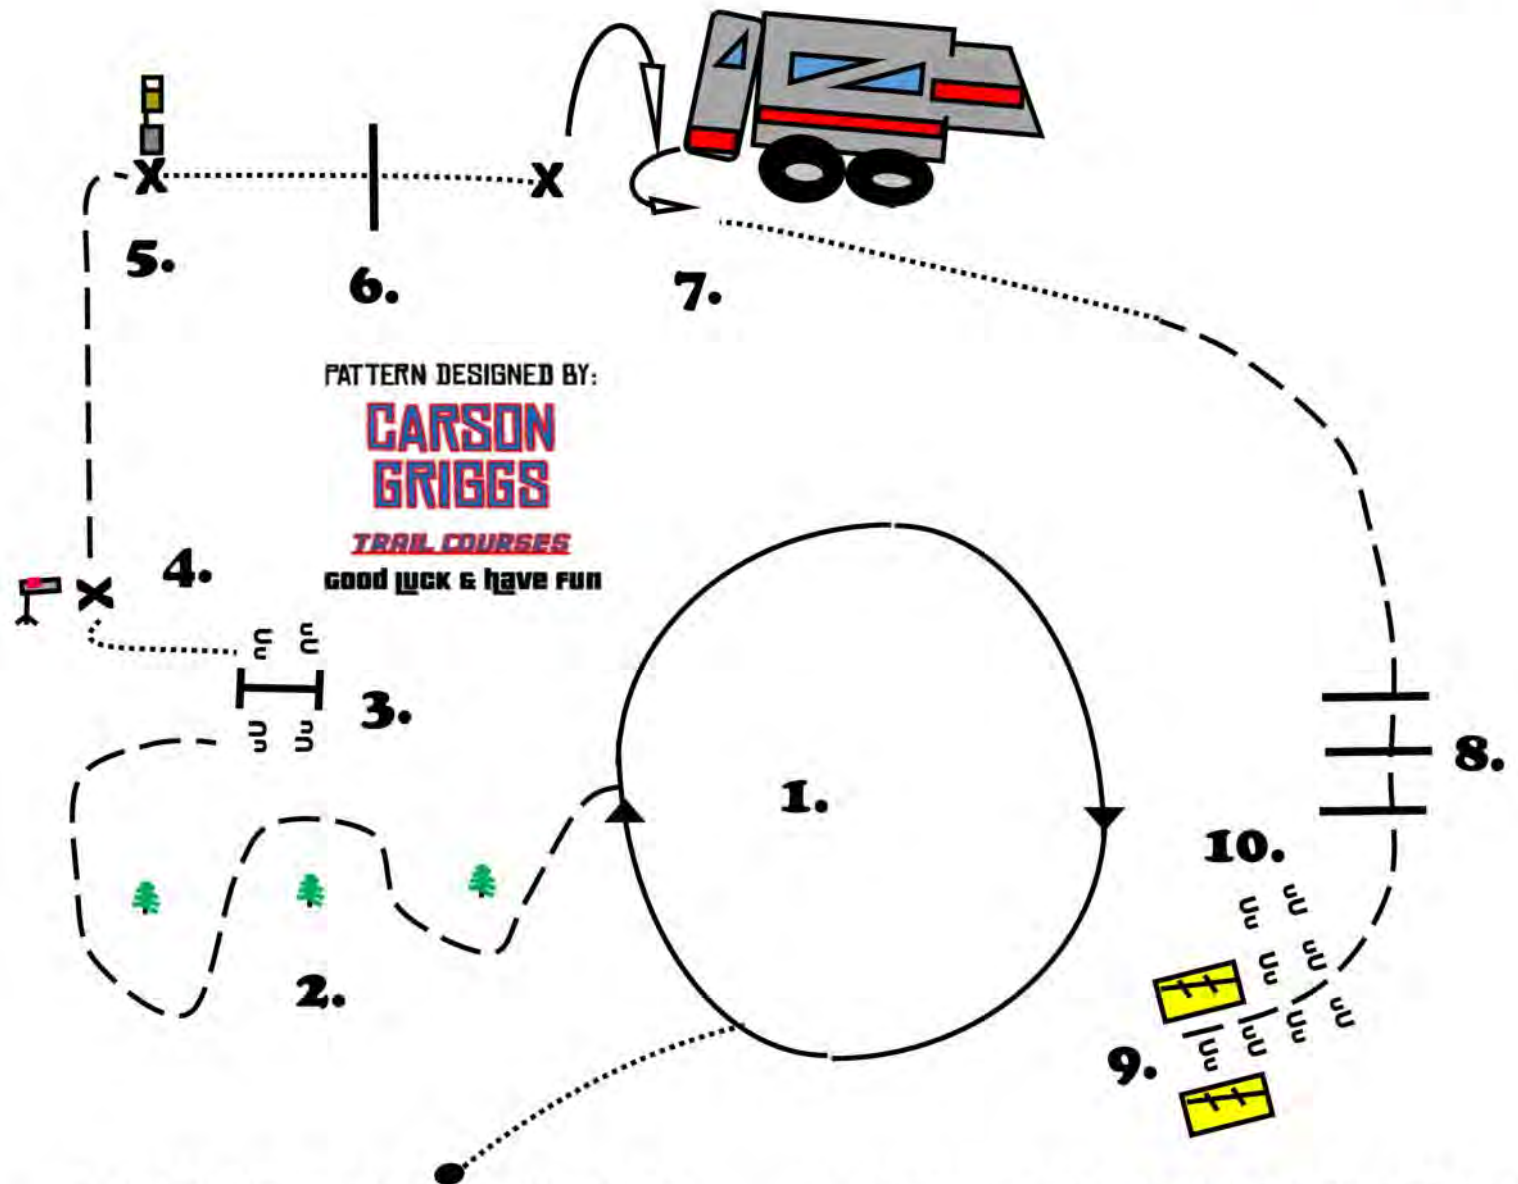 5.
6.
7.
PATTERN DESIGNED BY:
CARSON
GRIGGS
TRAIL COURSES
GOOD LUCK & HAVE FUN
4.
3.
8.
1.
10.
2.
9.